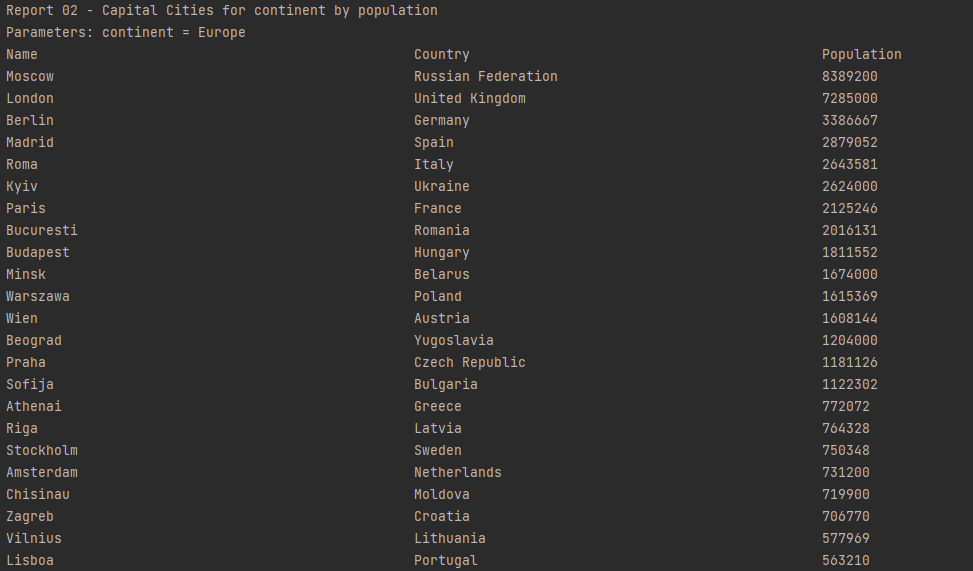 Report 02 - Capital Cities for continent by population
Parameters: continent = Europe
Name Country Population
Moscow Russian Federation 8389200
London United Kingdom 7285000
Berlin Germany 3386667
Madrid Spain 2879052
Roma Italy 2643581
Kyiv Ukraine 2624000
Paris France 2125246
Bucuresti Romania 2016131
Budapest Hungary 1811552
Minsk Belarus 1674000
Warszawa Poland 1615369
Wien Austria 1608144
Beograd Yugoslavia 1204000
Praha Czech Republic 1181126
Sofija Bulgaria 1122302
Athenai Greece 772072
Riga Latvia 764328
Stockholm Sweden 750348
Amsterdam Netherlands 731200
Chisinau Moldova 719900
Zagreb Croatia 706770
Vilnius Lithuania 577969
Lisboa Portugal 563210